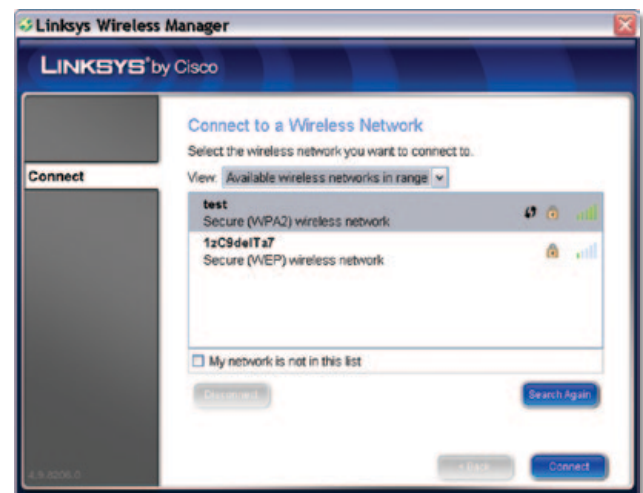 Linksys Wireless Manager
LINKSYS® by Cisco
Connect to a Wireless Network
Select the wireless network you want to connect to.
Connect
View: Available wireless networks in range
test
Secure (WPA2) wireless network
1zC9delTa7
Secure (WEP) wireless network
My network is not in this list
Disconnect
Search Again
< Back
Connect